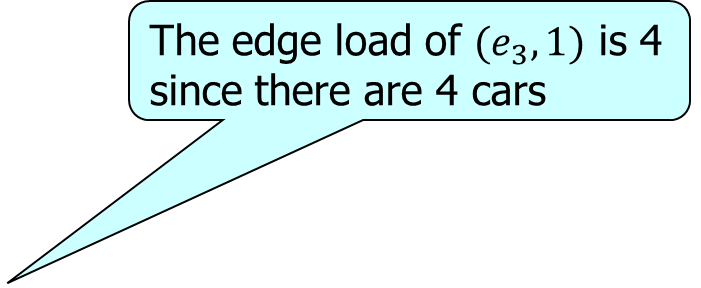 The edge load of (𝑒₃, 1) is 4
since there are 4 cars